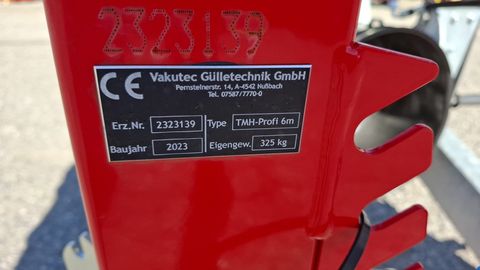 2323139
CE Vakutec Gülletechnik GmbH
Pernsteinerstr. 14, A-4542 Nußbach
Tel. 07587/7770-0
Erz.Nr. 2323139 Type TMH-Profi 6m
Baujahr 2023 Eigengew. 325 kg